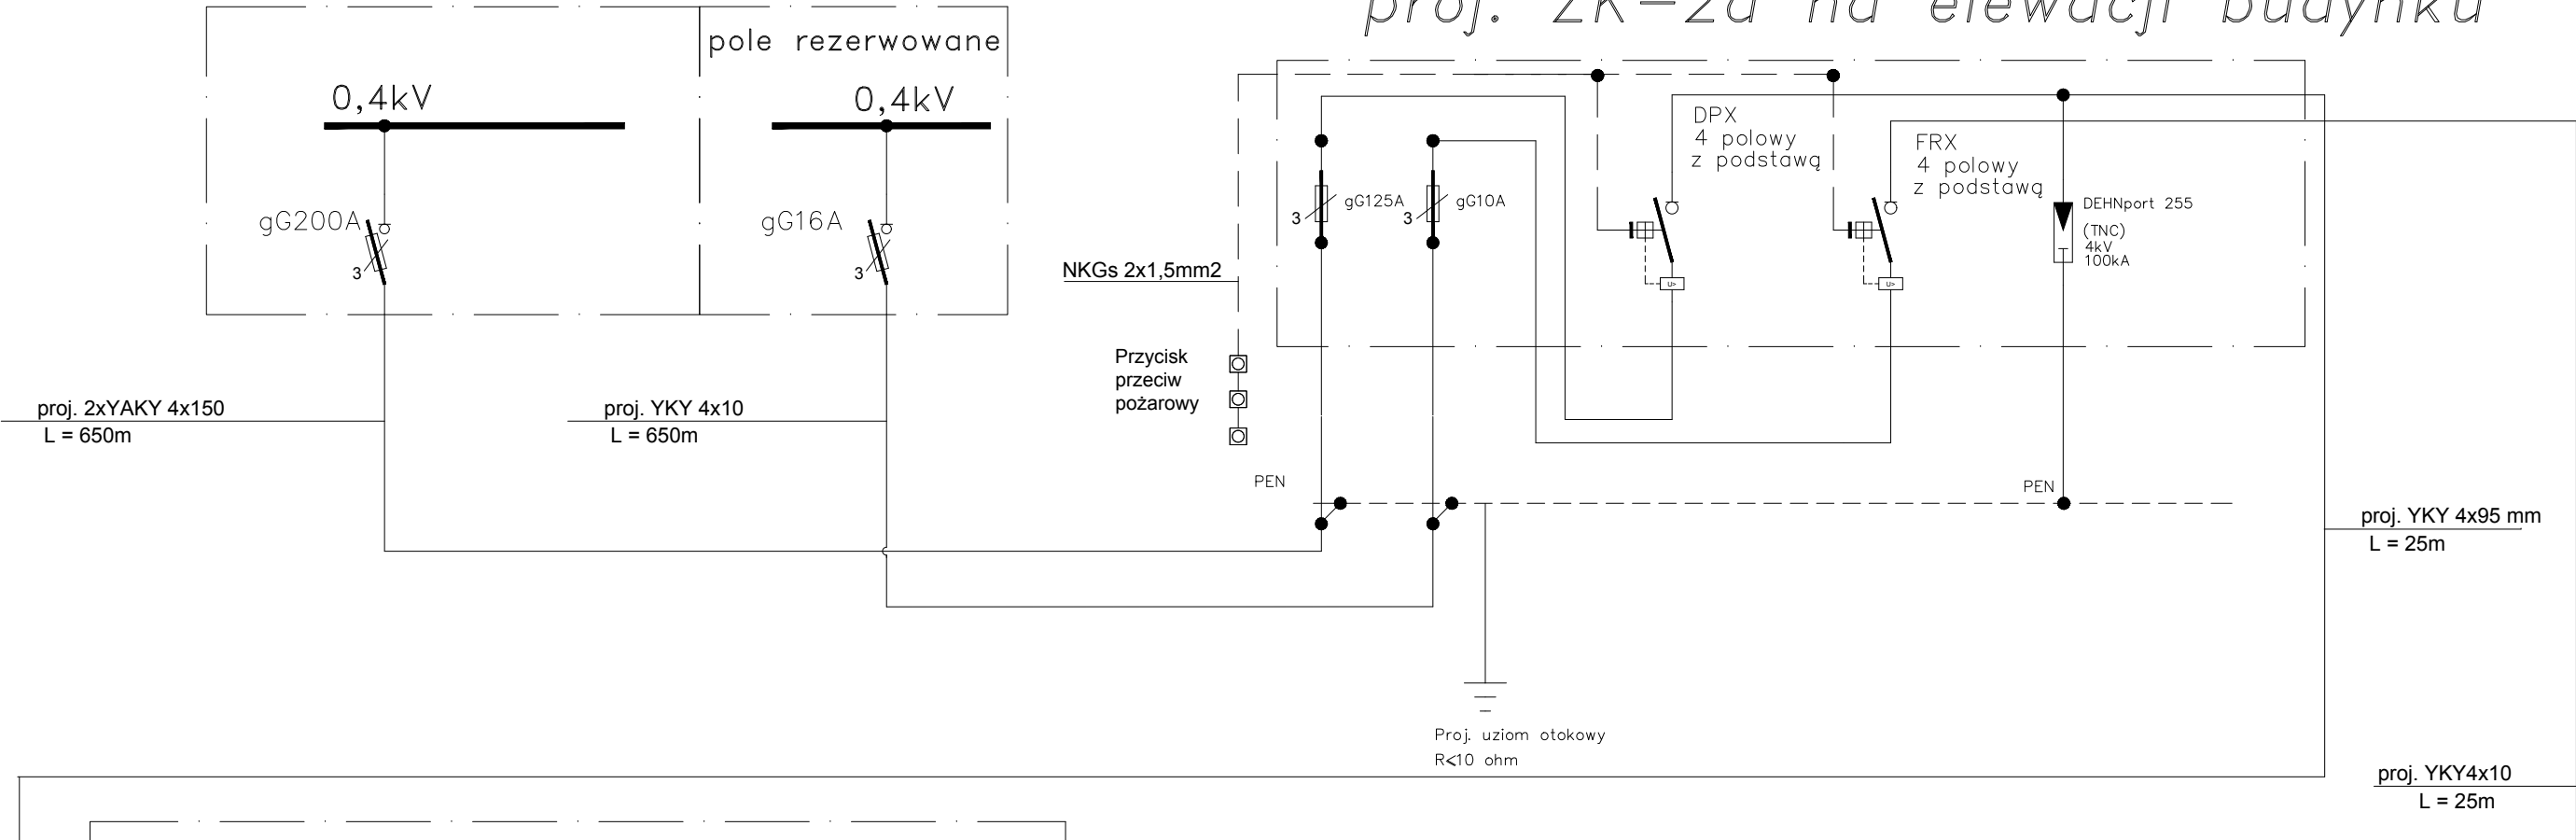 proj. ZK-2a na elewacji budynku
pole rezerwowane
0,4kV
0,4kV
gG200A
3
gG16A
3
proj. 2xYAKY 4x150
L = 650m
proj. YKY 4x10
L = 650m
NKGs 2x1,5mm2
Przycisk
przeciw
pożarowy
gG125A
3
gG10A
3
DPX
4 polowy
z podstawą
U>
FRX
4 polowy
z podstawą
U>
DEHNport 255
(TNC)
4kV
100kA
PEN
PEN
proj. YKY 4x95 mm
L = 25m
Proj. uziom otokowy
R<10 ohm
proj. YKY4x10
L = 25m